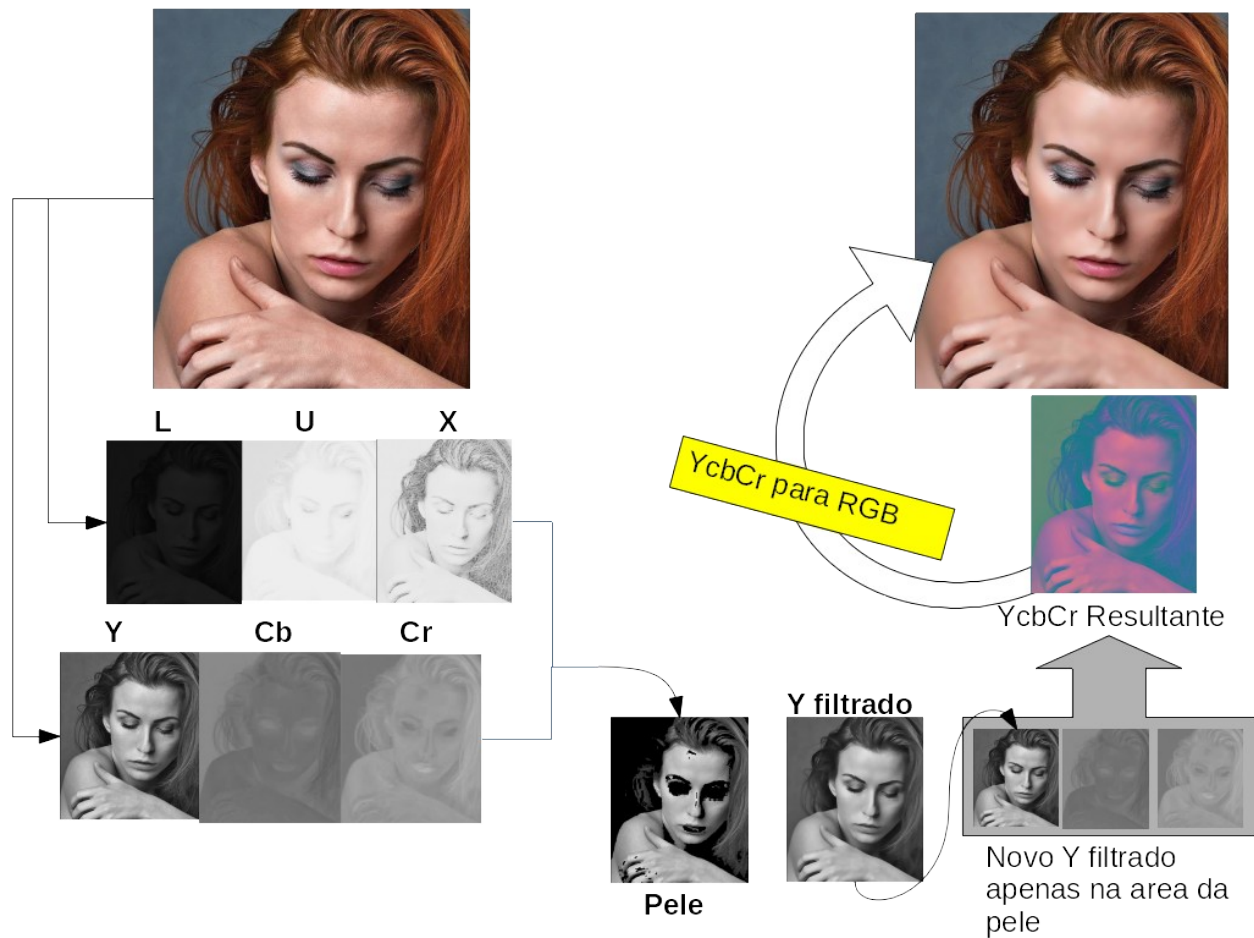 L U X
Y Cb Cr
Pele
Y filtrado
Novo Y filtrado
apenas na area da
pele
YcbCr Resultante
YcbCr para RGB